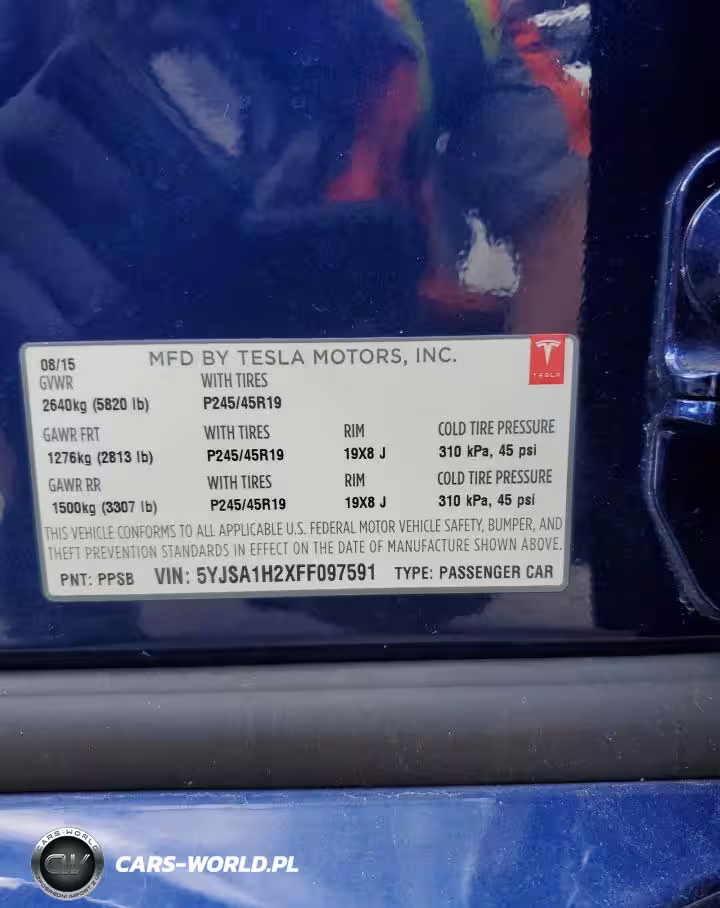 08/15 MFD BY TESLA MOTORS, INC.
TESLA
GVWR WITH TIRES
2640kg (5820 lb) P245/45R19
GAWR FRT WITH TIRES RIM COLD TIRE PRESSURE
1276kg (2813 lb) P245/45R19 19X8 J 310 kPa, 45 psi
GAWR RR WITH TIRES RIM COLD TIRE PRESSURE
1500kg (3307 lb) P245/45R19 19X8 J 310 kPa, 45 psi
THIS VEHICLE CONFORMS TO ALL APPLICABLE U.S. FEDERAL MOTOR VEHICLE SAFETY, BUMPER, AND
THEFT PREVENTION STANDARDS IN EFFECT ON THE DATE OF MANUFACTURE SHOWN ABOVE.
PNT: PPSB VIN: 5YJSA1H2XFF097591 TYPE: PASSENGER CAR
CARS-WORLD
CW
CARS-WORLD.PL